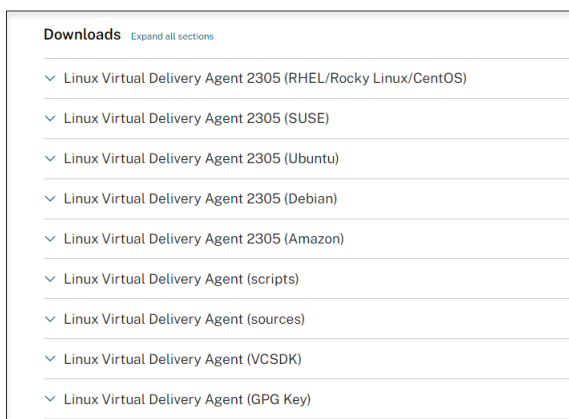 Downloads Expand all sections
Linux Virtual Delivery Agent 2305 (RHEL/Rocky Linux/CentOS)
Linux Virtual Delivery Agent 2305 (SUSE)
Linux Virtual Delivery Agent 2305 (Ubuntu)
Linux Virtual Delivery Agent 2305 (Debian)
Linux Virtual Delivery Agent 2305 (Amazon)
Linux Virtual Delivery Agent (scripts)
Linux Virtual Delivery Agent (sources)
Linux Virtual Delivery Agent (VCSDK)
Linux Virtual Delivery Agent (GPG Key)